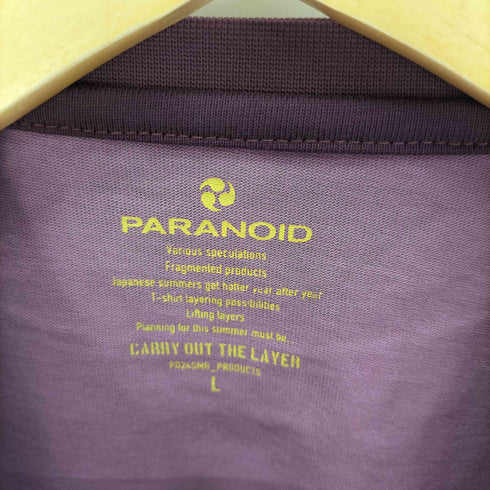 PARANOID
Various speculations
Fragmented products
Japanese summers get hotter year after year
T-shirt layering possibilities
Lifting layers
Planning for this summer must be...
CARRY OUT THE LAYER
PD24SMB_PRODUCTS
L